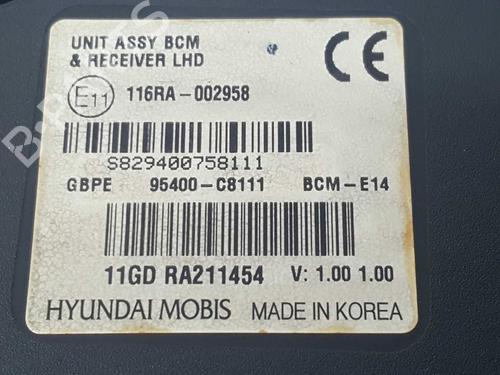 UNIT ASSY BCM
& RECEIVER LHD
CE
E11 116RA-002958
S829400758111
GBPE 95400-C8111 BCM-E14
11GD RA211454 V: 1.00 1.00
HYUNDAI MOBIS MADE IN KOREA